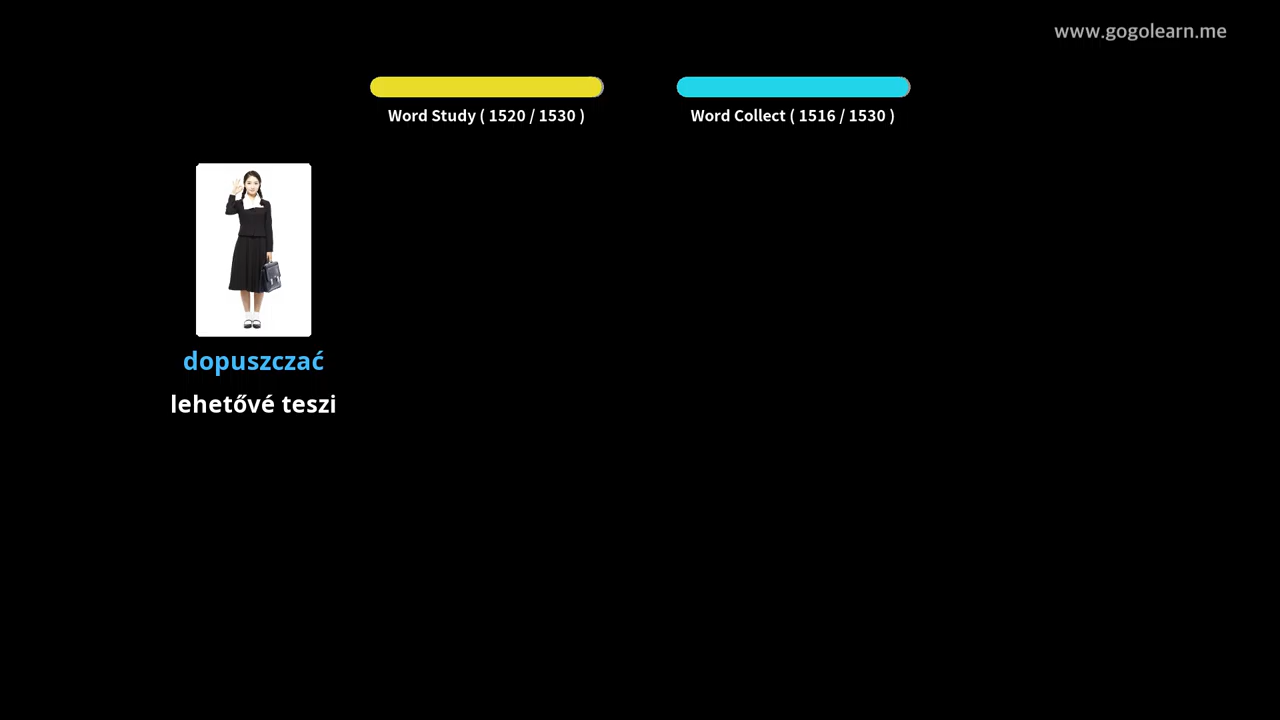 www.gogolearn.me
Word Study ( 1520 / 1530 )
Word Collect ( 1516 / 1530 )
dopuszczać
lehetővé teszi